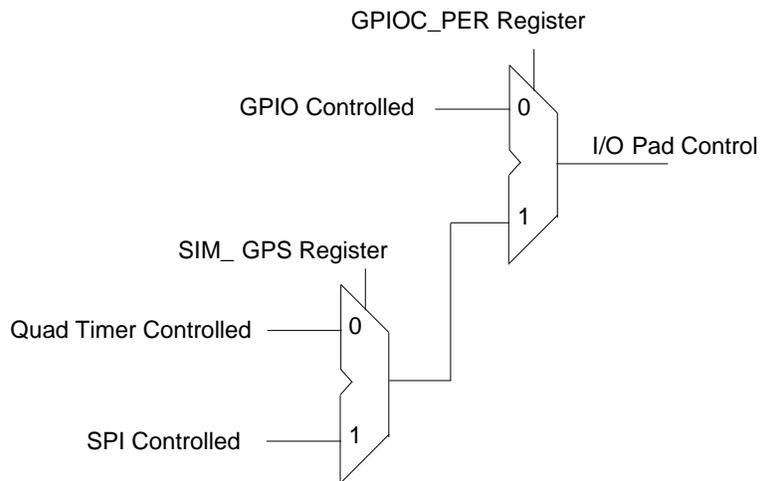 GPIOC_PER Register
GPIO Controlled
0
I/O Pad Control
1
SIM_ GPS Register
Quad Timer Controlled
0
SPI Controlled
1